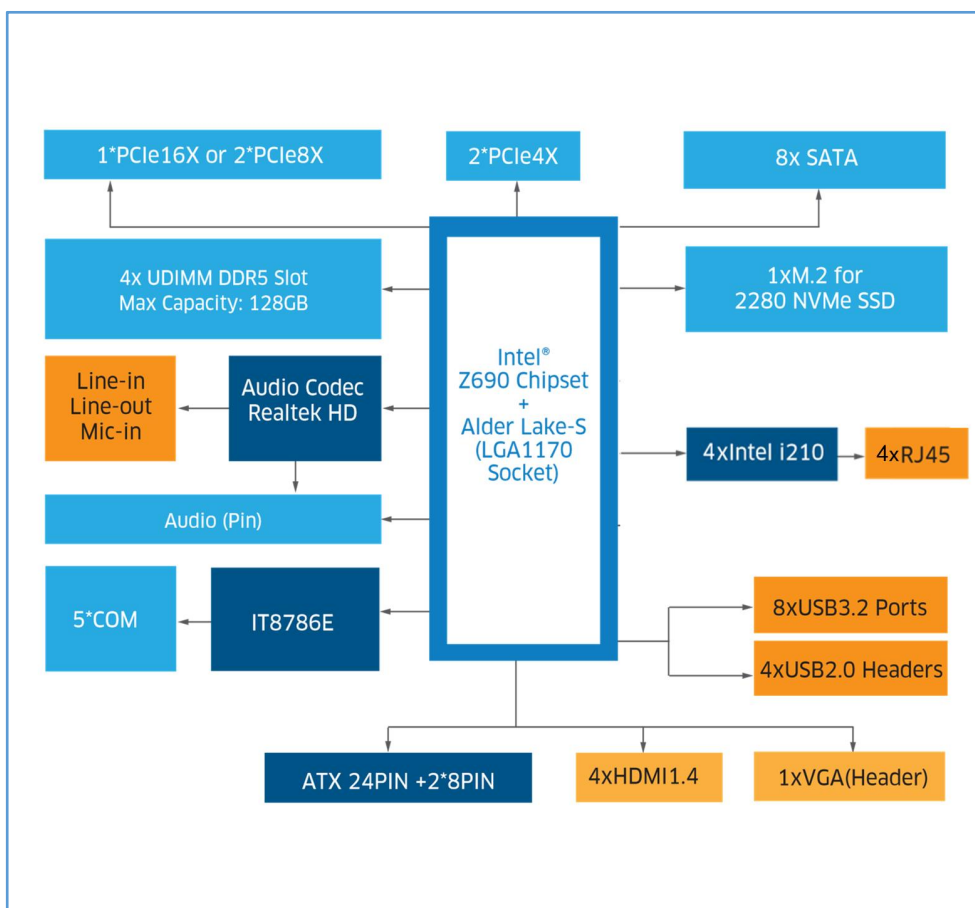 1*PCIe16X or 2*PCIe8X
2*PCIe4X
8x SATA
4x UDIMM DDR5 Slot
Max Capacity: 128GB
1xM.2 for
2280 NVMe SSD
Intel®
Z690 Chipset
+
Alder Lake-S
(LGA1170
Socket)
Line-in
Line-out
Mic-in
Audio Codec
Realtek HD
4xIntel i210
4xRJ45
Audio (Pin)
5*COM
IT8786E
8xUSB3.2 Ports
4xUSB2.0 Headers
ATX 24PIN +2*8PIN
4xHDMI1.4
1xVGA(Header)